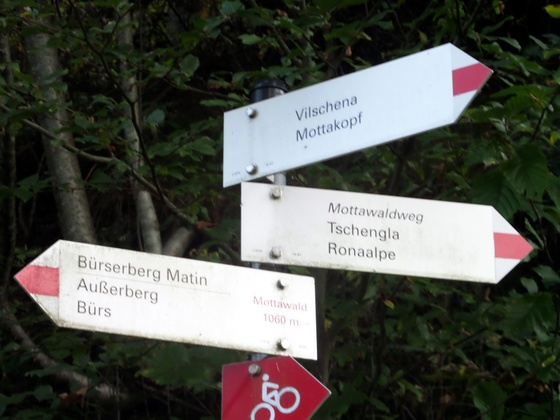 Vilschena
Mottakopf
Mottawaldweg
Tschengla
Ronaalpe
Bürserberg Matin
Außerberg
Bürs
Mottawald
1060 m